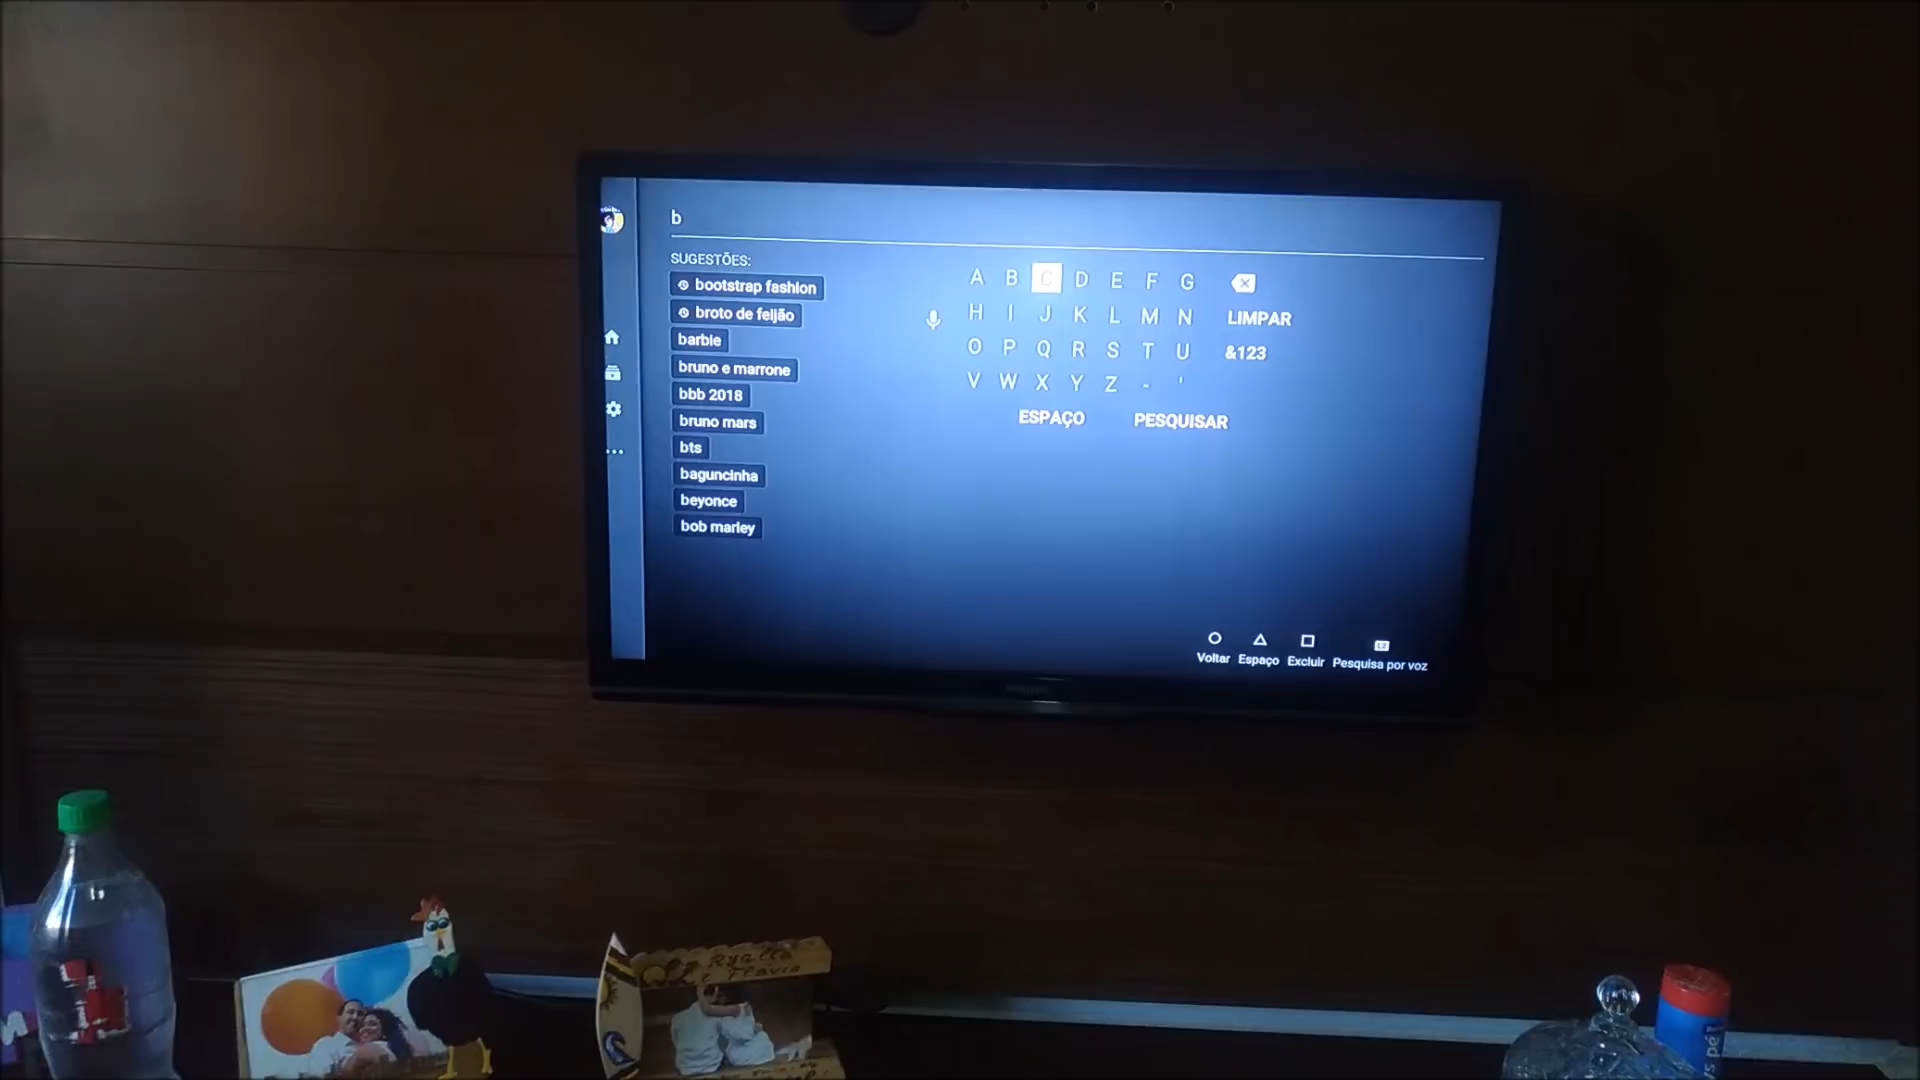 b
SUGESTÕES:
bootstrap fashion
broto de feijão
barbie
bruno e marrone
bbb 2018
bruno mars
bts
baguncinha
beyonce
bob marley
A B C D E F G
H I J K L M N LIMPAR
O P Q R S T U &123
V W X Y Z - '
ESPAÇO PESQUISAR
Voltar Espaço Excluir Pesquisa por voz